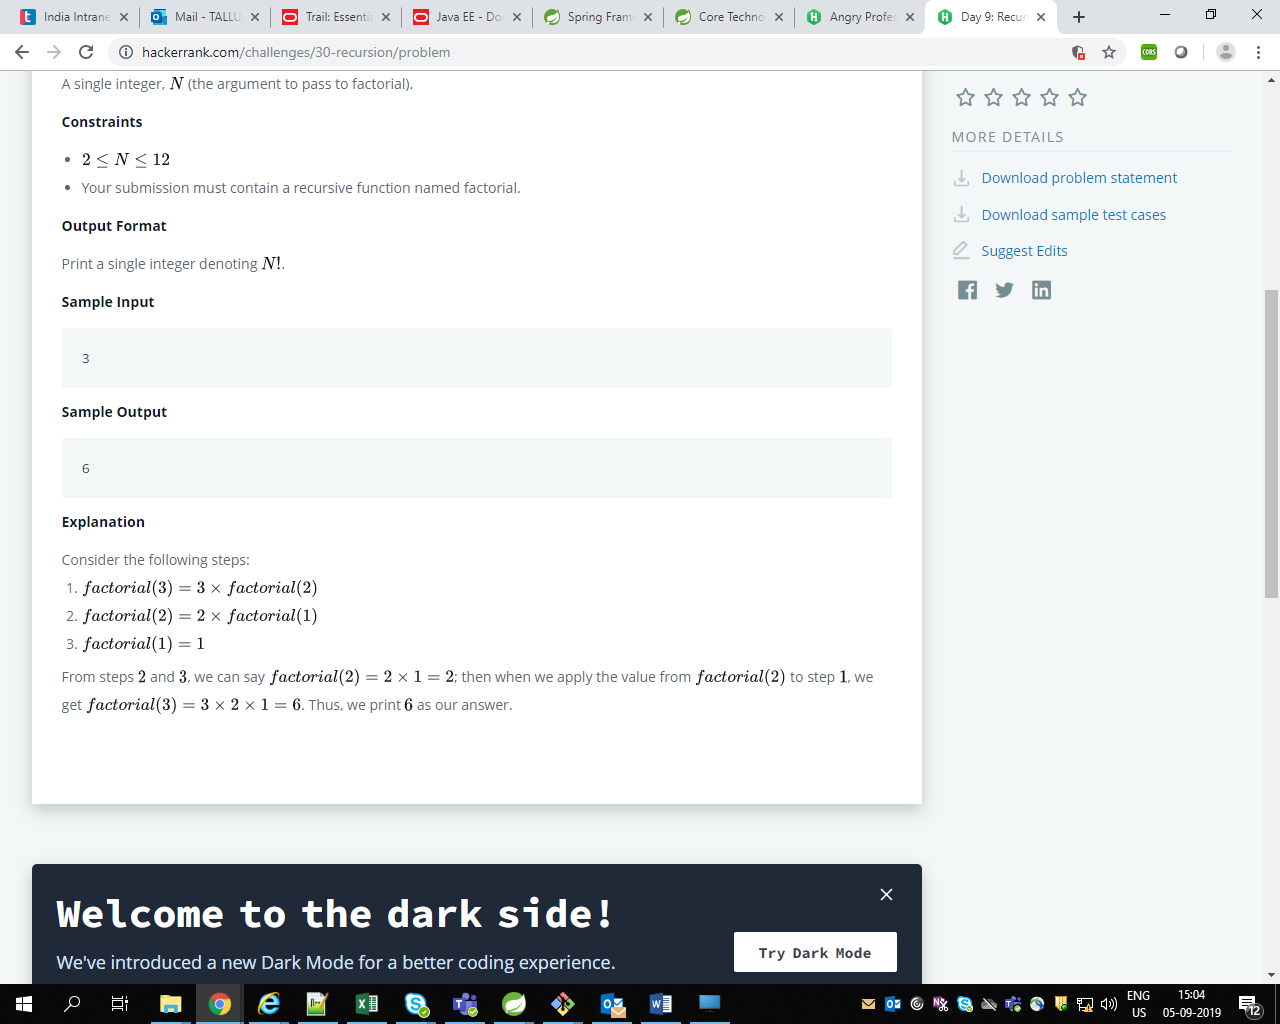 India Intrane
Mail - TALLU
Trail: Essentia
Java EE - Do
Spring Fram
Core Techno
Angry Profes
Day 9: Recur
hackerrank.com/challenges/30-recursion/problem
CORS
A single integer, N (the argument to pass to factorial).
Constraints
• 2 ≤ N ≤ 12
• Your submission must contain a recursive function named factorial.
Output Format
Print a single integer denoting N!.
Sample Input
3
Sample Output
6
Explanation
Consider the following steps:
1. factorial(3) = 3 × factorial(2)
2. factorial(2) = 2 × factorial(1)
3. factorial(1) = 1
From steps 2 and 3, we can say factorial(2) = 2 × 1 = 2; then when we apply the value from factorial(2) to step 1, we
get factorial(3) = 3 × 2 × 1 = 6. Thus, we print 6 as our answer.
MORE DETAILS
Download problem statement
Download sample test cases
Suggest Edits
Welcome to the dark side!
We've introduced a new Dark Mode for a better coding experience.
Try Dark Mode
ENG
US
15:04
05-09-2019
12